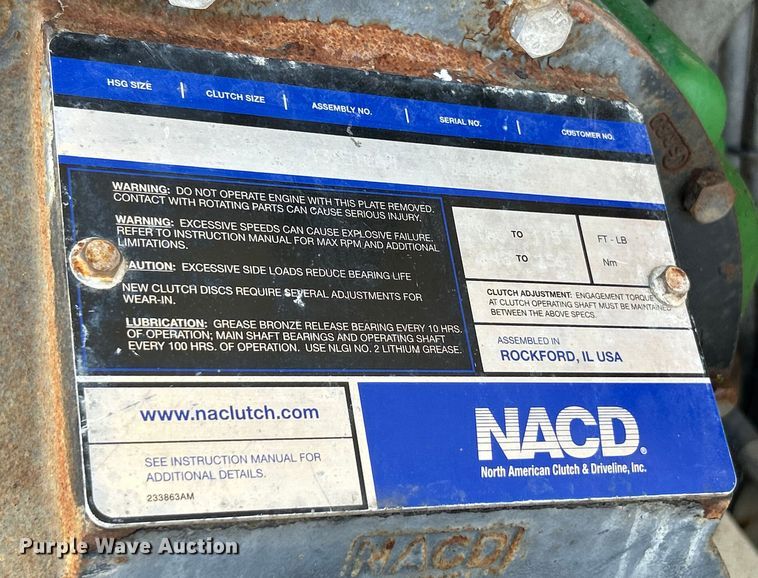 HSG SIZE | CLUTCH SIZE | ASSEMBLY NO. | SERIAL NO. | CUSTOMER NO.
WARNING: DO NOT OPERATE ENGINE WITH THIS PLATE REMOVED.
CONTACT WITH ROTATING PARTS CAN CAUSE SERIOUS INJURY.
WARNING: EXCESSIVE SPEEDS CAN CAUSE EXPLOSIVE FAILURE.
REFER TO INSTRUCTION MANUAL FOR MAX RPM AND ADDITIONAL
LIMITATIONS.
AUTION: EXCESSIVE SIDE LOADS REDUCE BEARING LIFE
NEW CLUTCH DISCS REQUIRE SEVERAL ADJUSTMENTS FOR
WEAR-IN.
LUBRICATION: GREASE BRONZE RELEASE BEARING EVERY 10 HRS.
OF OPERATION; MAIN SHAFT BEARINGS AND OPERATING SHAFT
EVERY 100 HRS. OF OPERATION. USE NLGI NO. 2 LITHIUM GREASE.
TO FT - LB
TO Nm
CLUTCH ADJUSTMENT: ENGAGEMENT TORQUE
AT CLUTCH OPERATING SHAFT MUST BE MAINTAINED
BETWEEN THE ABOVE SPECS.
ASSEMBLED IN
ROCKFORD, IL USA
www.naclutch.com
SEE INSTRUCTION MANUAL FOR
ADDITIONAL DETAILS.
233863AM
NACD®
North American Clutch & Driveline, Inc.
NACD
Purple Wave Auction